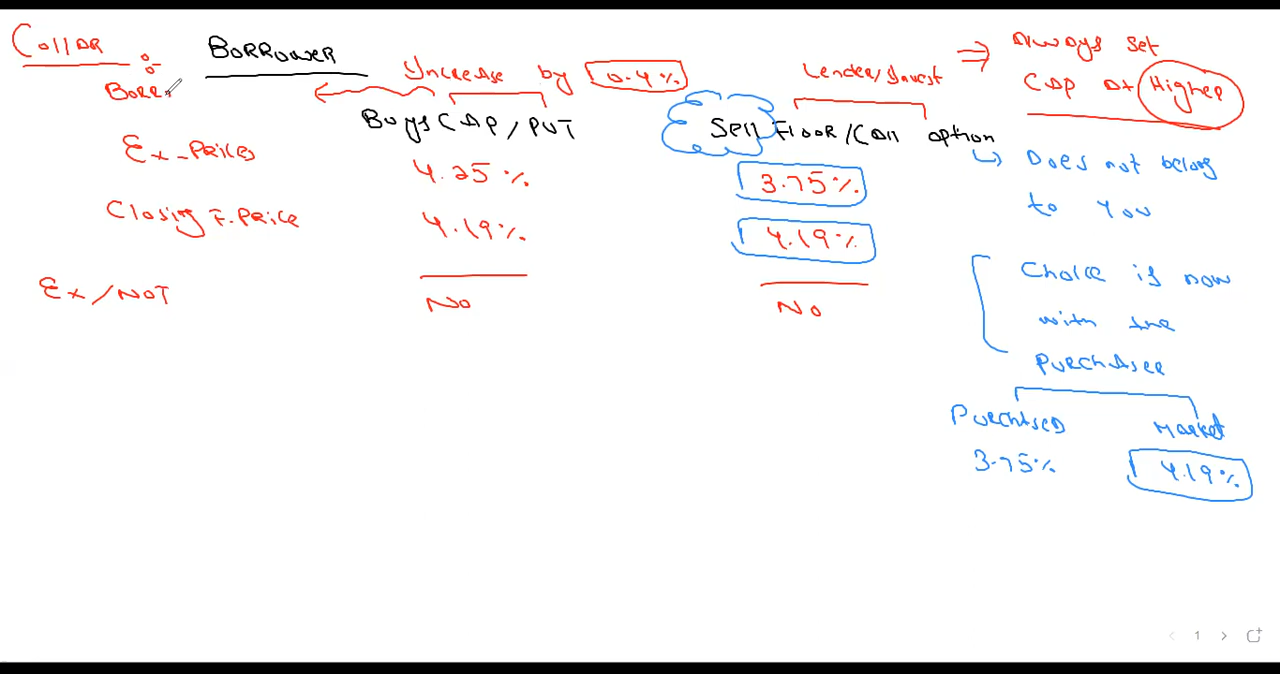 Collar ÷ BORROWER
Borr
Increase by 0.4%
Lender/Invest
⇒ Always set
CAP At Higher
Buys CAP / PUT
Sell Floor/Call option
Does not belong
to You
Ex-Prices 4.25% 3.75%
Closing F.Price 4.19% 4.19%
Ex/NOT No No
Choice is now
with the
Purchaser
Purchased Market
3.75% 4.19%
1